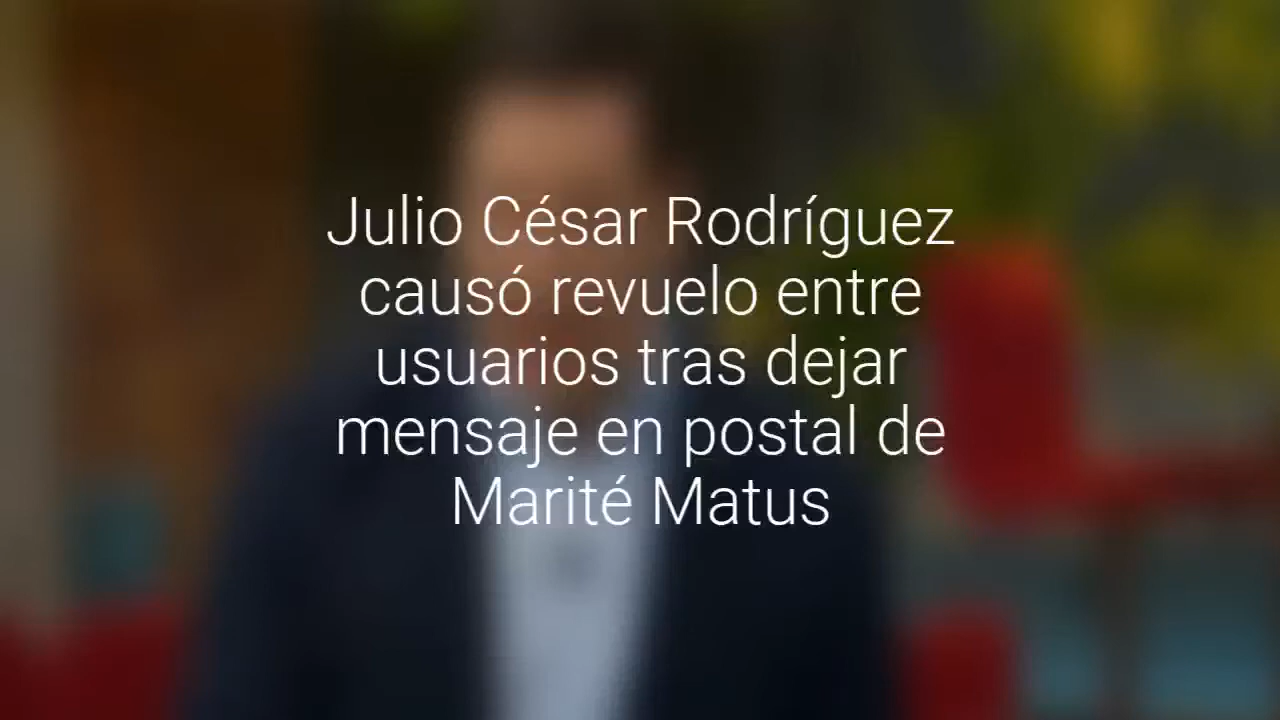 Julio César Rodríguez
causó revuelo entre
usuarios tras dejar
mensaje en postal de
Marité Matus